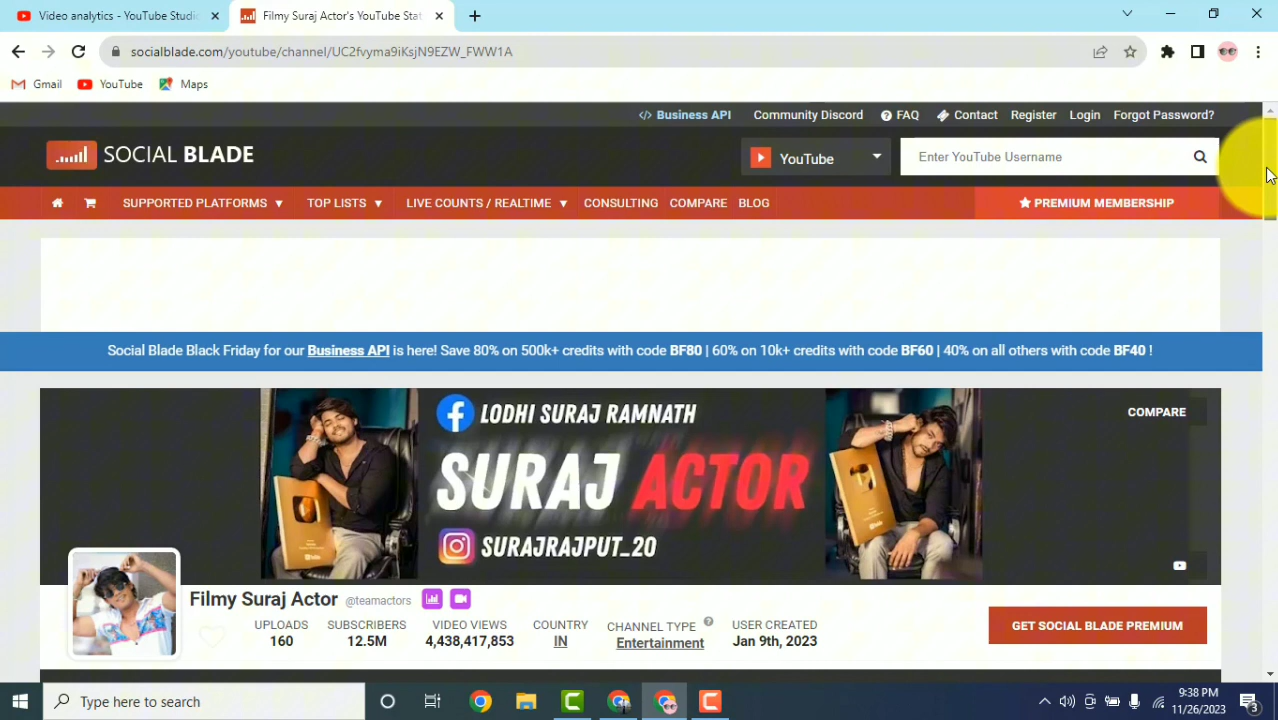 Video analytics - YouTube Studio
Filmy Suraj Actor's YouTube Stat
socialblade.com/youtube/channel/UC2fvyma9iKsjN9EZW_FWW1A
Gmail YouTube Maps
Business API Community Discord FAQ Contact Register Login Forgot Password?
SOCIAL BLADE YouTube Enter YouTube Username
SUPPORTED PLATFORMS TOP LISTS LIVE COUNTS / REALTIME CONSULTING COMPARE BLOG PREMIUM MEMBERSHIP
Social Blade Black Friday for our Business API is here! Save 80% on 500k+ credits with code BF80 | 60% on 10k+ credits with code BF60 | 40% on all others with code BF40 !
LODHI SURAJ RAMNATH
COMPARE
SURAJ ACTOR
SURAJRAJPUT_20
Filmy Suraj Actor @teamactors
UPLOADS SUBSCRIBERS VIDEO VIEWS COUNTRY CHANNEL TYPE USER CREATED
160 12.5M 4,438,417,853 IN Entertainment Jan 9th, 2023
GET SOCIAL BLADE PREMIUM
Type here to search
9:38 PM
11/26/2023
3